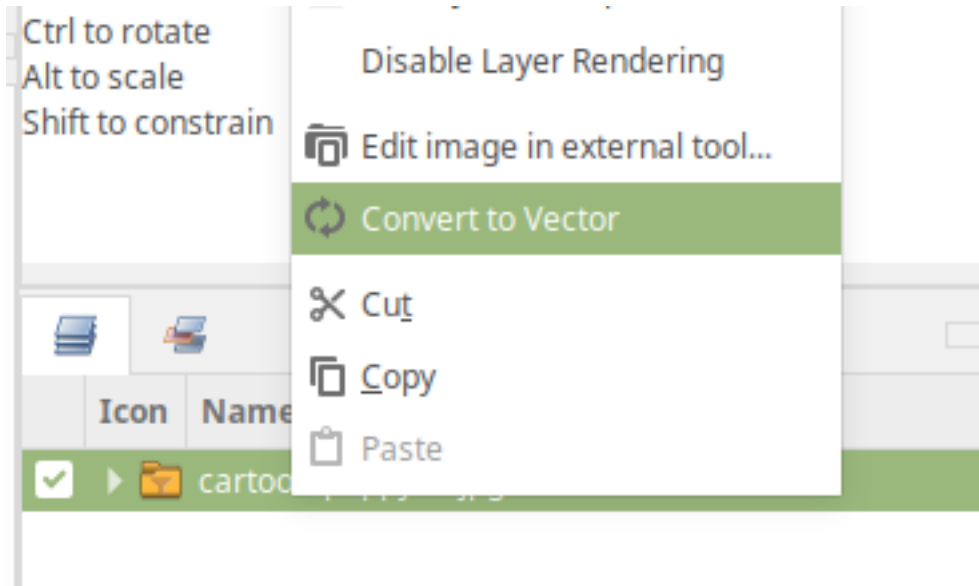 Ctrl to rotate
Alt to scale
Shift to constrain
Disable Layer Rendering
Edit image in external tool...
Convert to Vector
Cut
Copy
Paste
Icon
Name